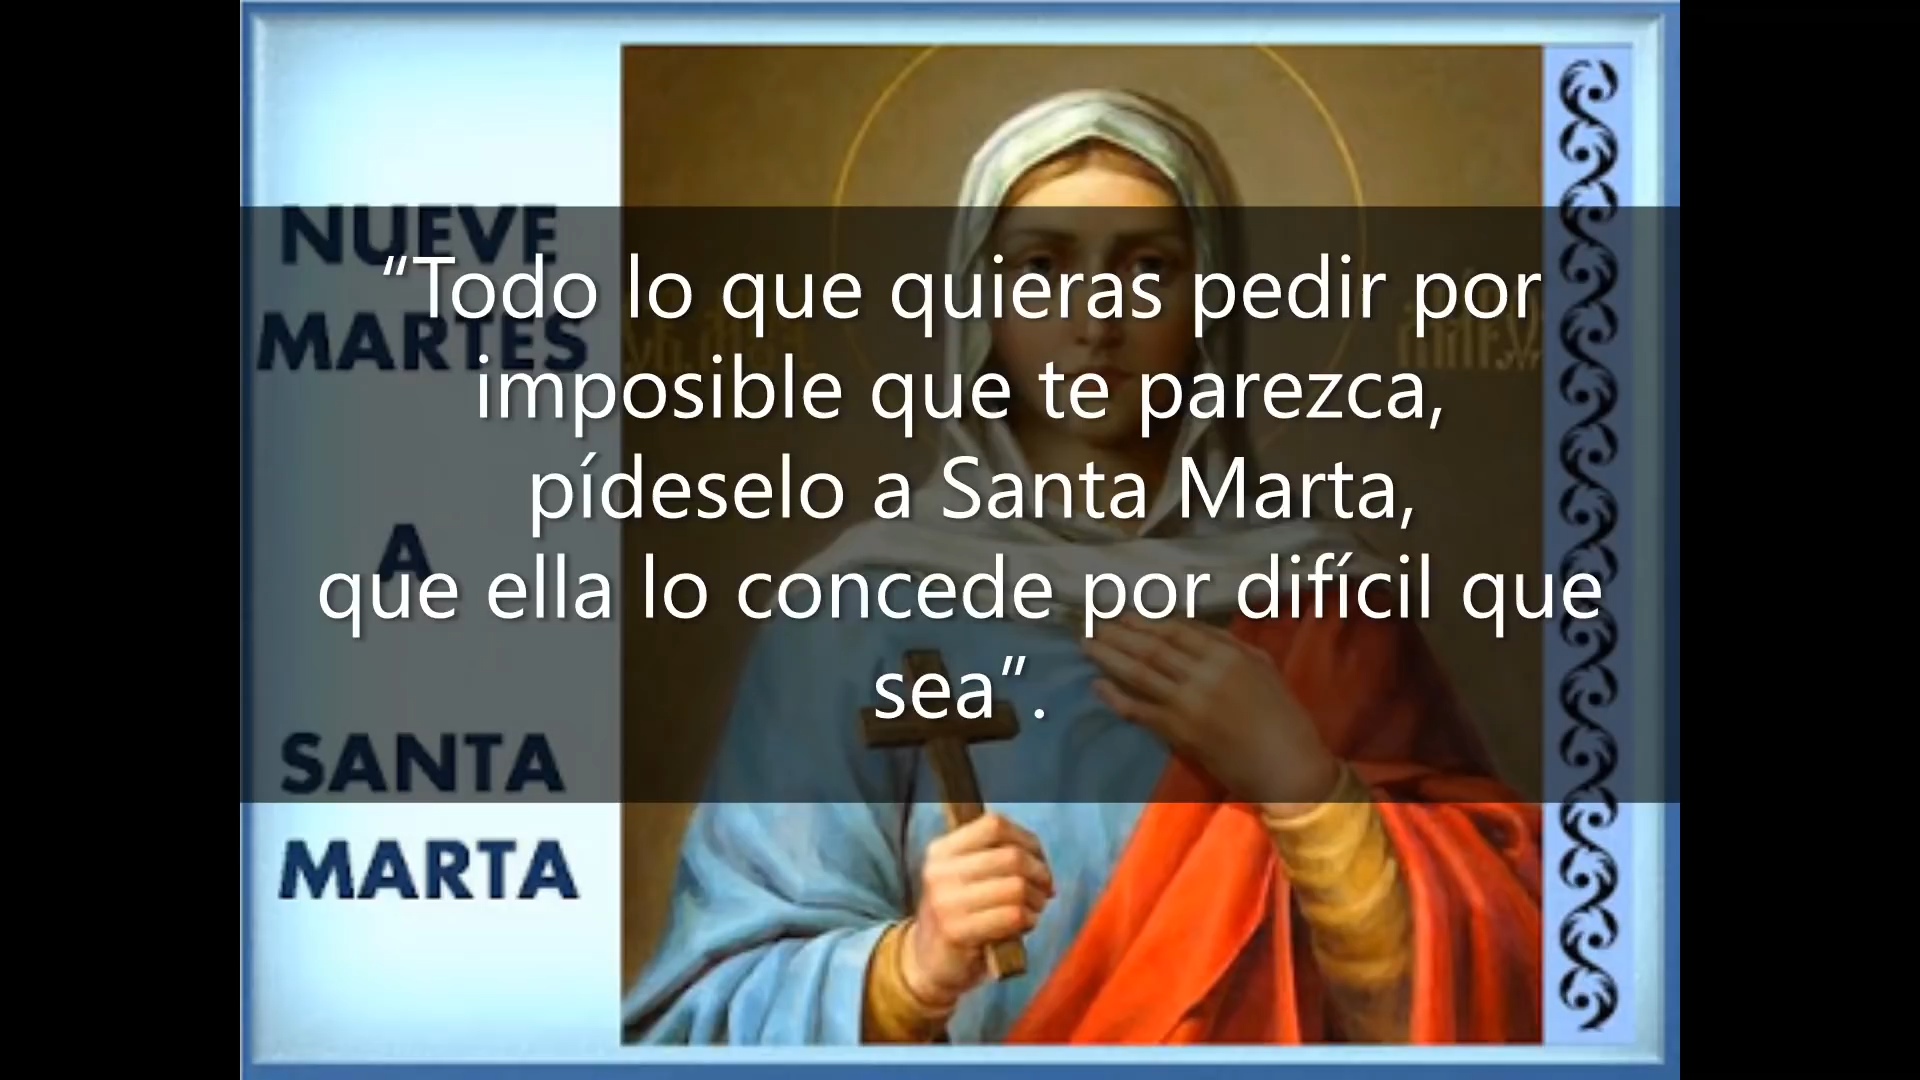 NUEVE
MARTES
A
SANTA
MARTA
“Todo lo que quieras pedir por
imposible que te parezca,
pídeselo a Santa Marta,
que ella lo concede por difícil que
sea”.